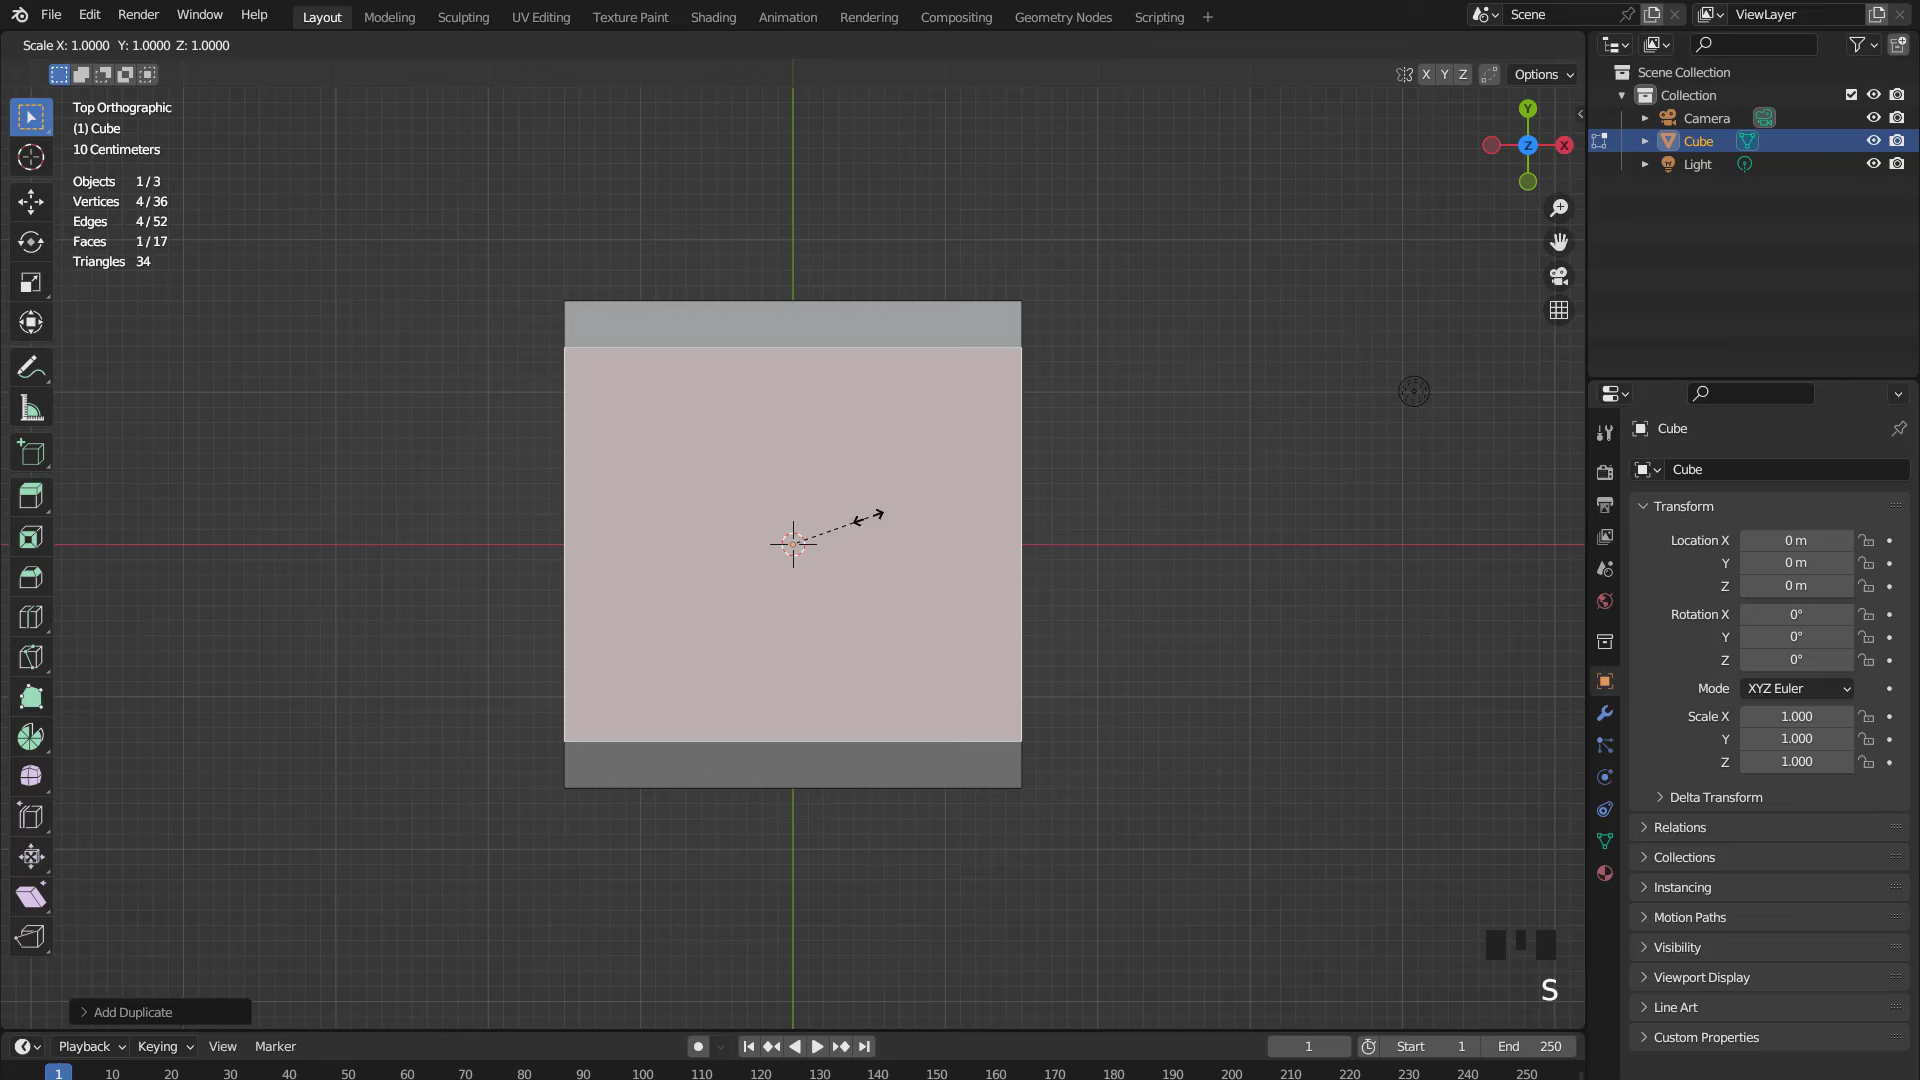 File Edit Render Window Help Layout Modeling Sculpting UV Editing Texture Paint Shading Animation Rendering Compositing Geometry Nodes Scripting + Scene ViewLayer
Scale X: 1.0000 Y: 1.0000 Z: 1.0000
X Y Z Options
Top Orthographic
(1) Cube
10 Centimeters
Objects 1 / 3
Vertices 4 / 36
Edges 4 / 52
Faces 1 / 17
Triangles 34
Y
Z X
S
Add Duplicate
Scene Collection
Collection
Camera
Cube
Light
Cube
Cube
Transform
Location X 0 m
Y 0 m
Z 0 m
Rotation X 0°
Y 0°
Z 0°
Mode XYZ Euler
Scale X 1.000
Y 1.000
Z 1.000
Delta Transform
Relations
Collections
Instancing
Motion Paths
Visibility
Viewport Display
Line Art
Custom Properties
Playback Keying View Marker 1 Start 1 End 250
1 10 20 30 40 50 60 70 80 90 100 110 120 130 140 150 160 170 180 190 200 210 220 230 240 250